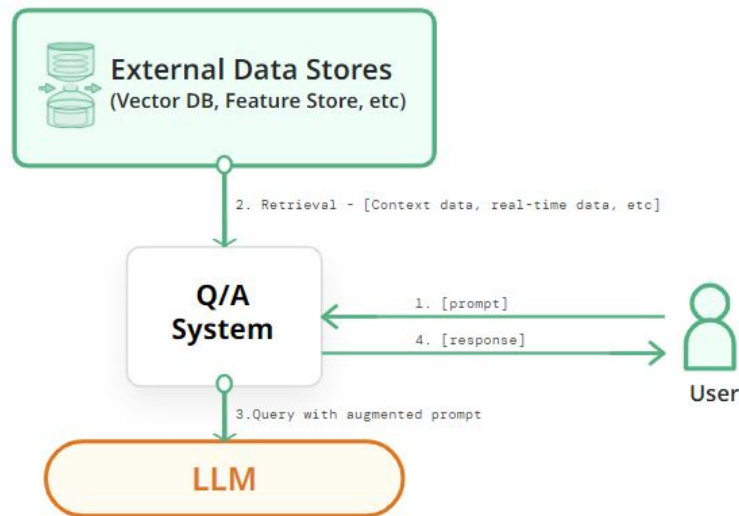 External Data Stores
(Vector DB, Feature Store, etc)
2. Retrieval - [Context data, real-time data, etc]
Q/A
System
1. [prompt]
4. [response]
User
3.Query with augmented prompt
LLM